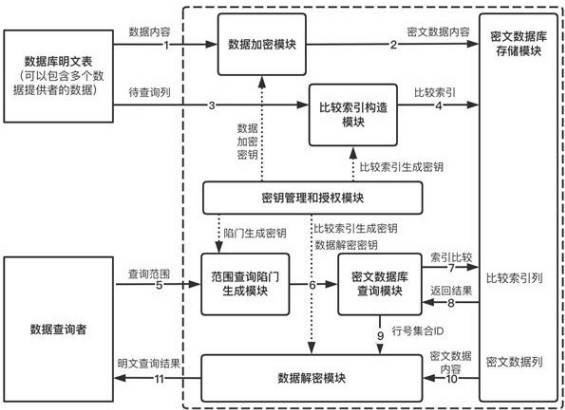 数据内容
1
数据加密模块
2
密文数据内容
密文数据库
存储模块
数据库明文表
（可以包含多个数
据提供者的数据）
待查询列
3
比较索引构造
模块
比较索引
4
数据
加密
密钥
比较索引生成密钥
密钥管理和授权模块
陷门生成密钥
比较索引生成密钥
数据解密密钥
查询范围
5
范围查询陷门
生成模块
6
密文数据库
查询模块
索引比较
7
返回结果
8
比较索引列
数据查询者
9
行号集合ID
明文查询结果
11
数据解密模块
密文数据
内容
10
密文数据列